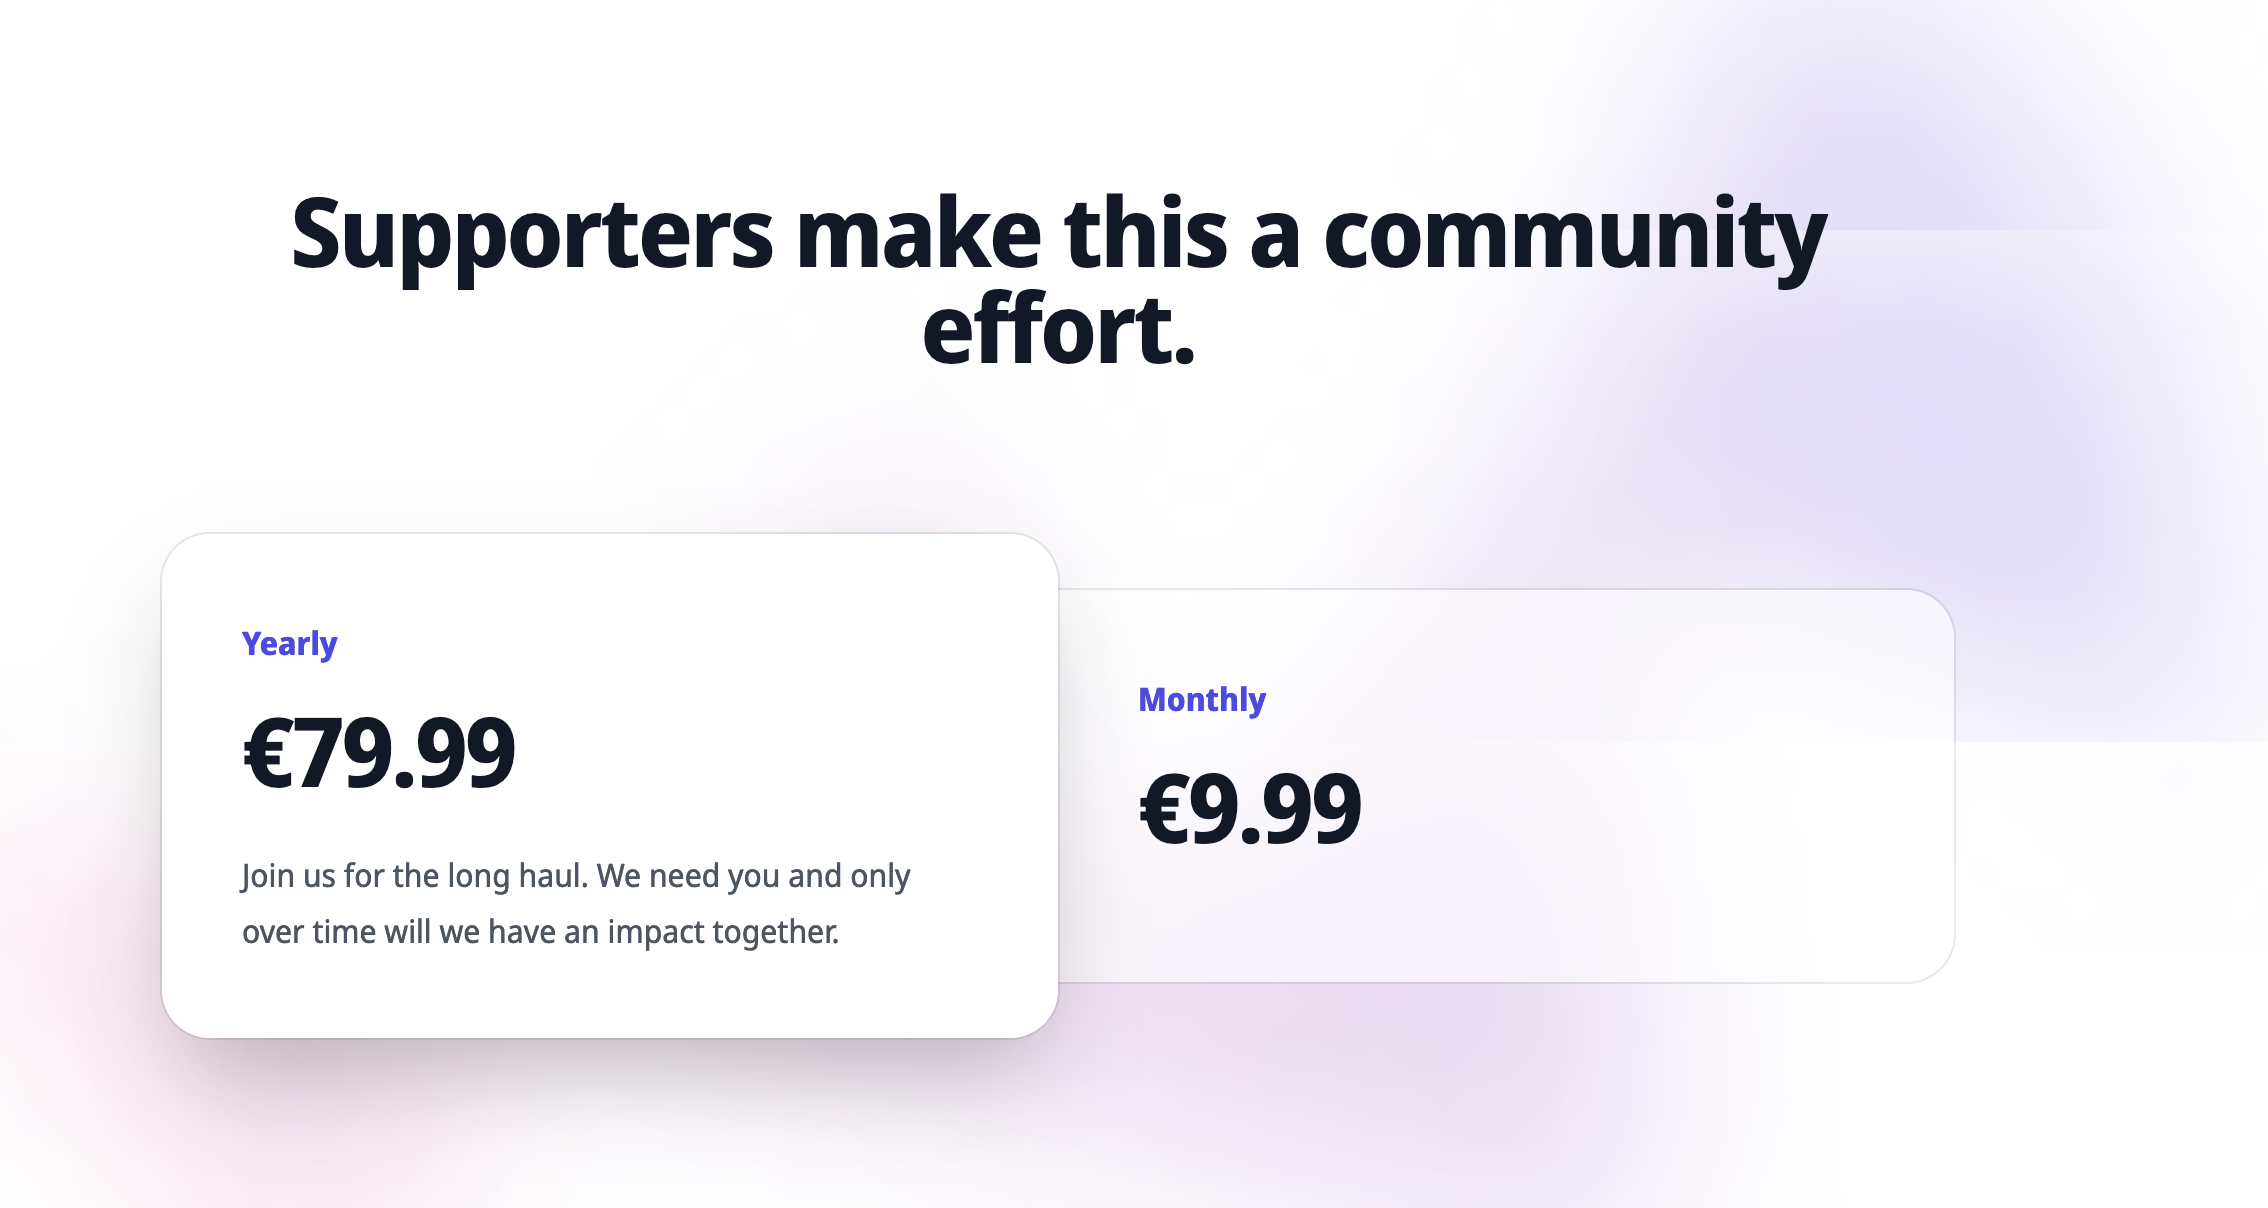 Supporters make this a community
effort.
Yearly
€79.99
Join us for the long haul. We need you and only
over time will we have an impact together.
Monthly
€9.99